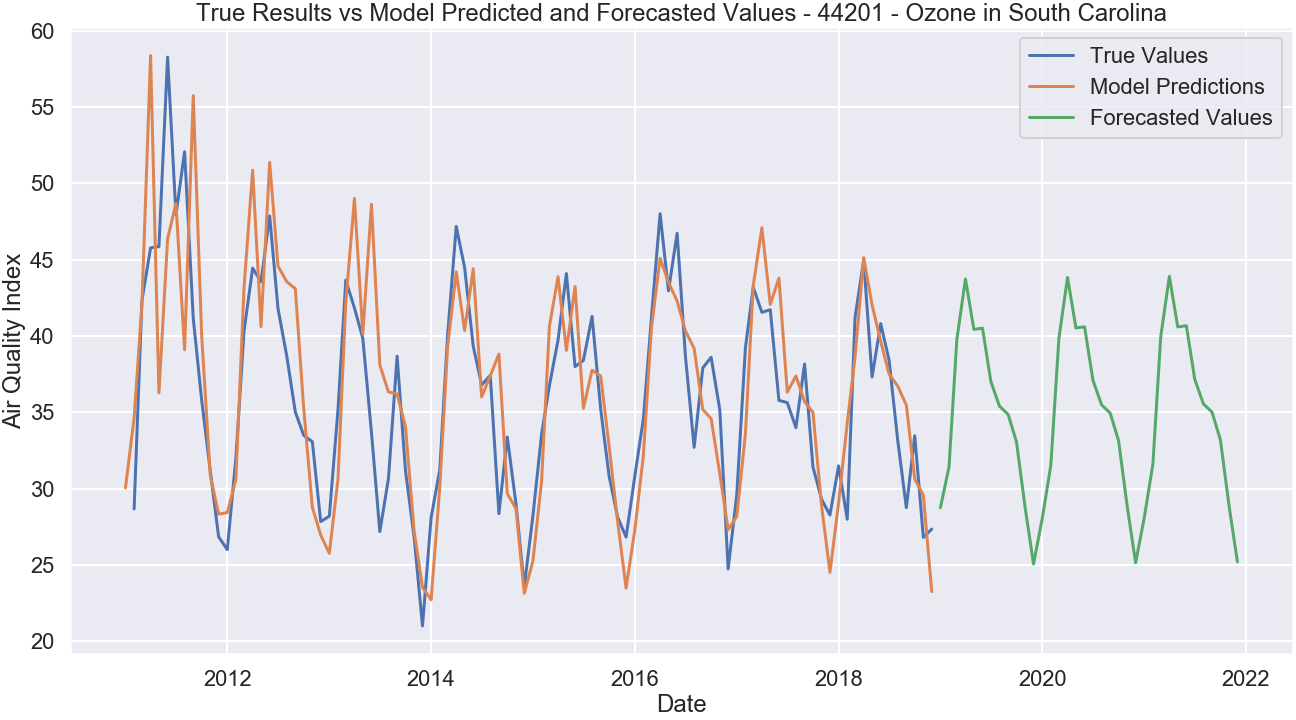 True Results vs Model Predicted and Forecasted Values - 44201 - Ozone in South Carolina
True Values
Model Predictions
Forecasted Values
Air Quality Index
60
55
50
45
40
35
30
25
20
2012
2014
2016
2018
2020
2022
Date